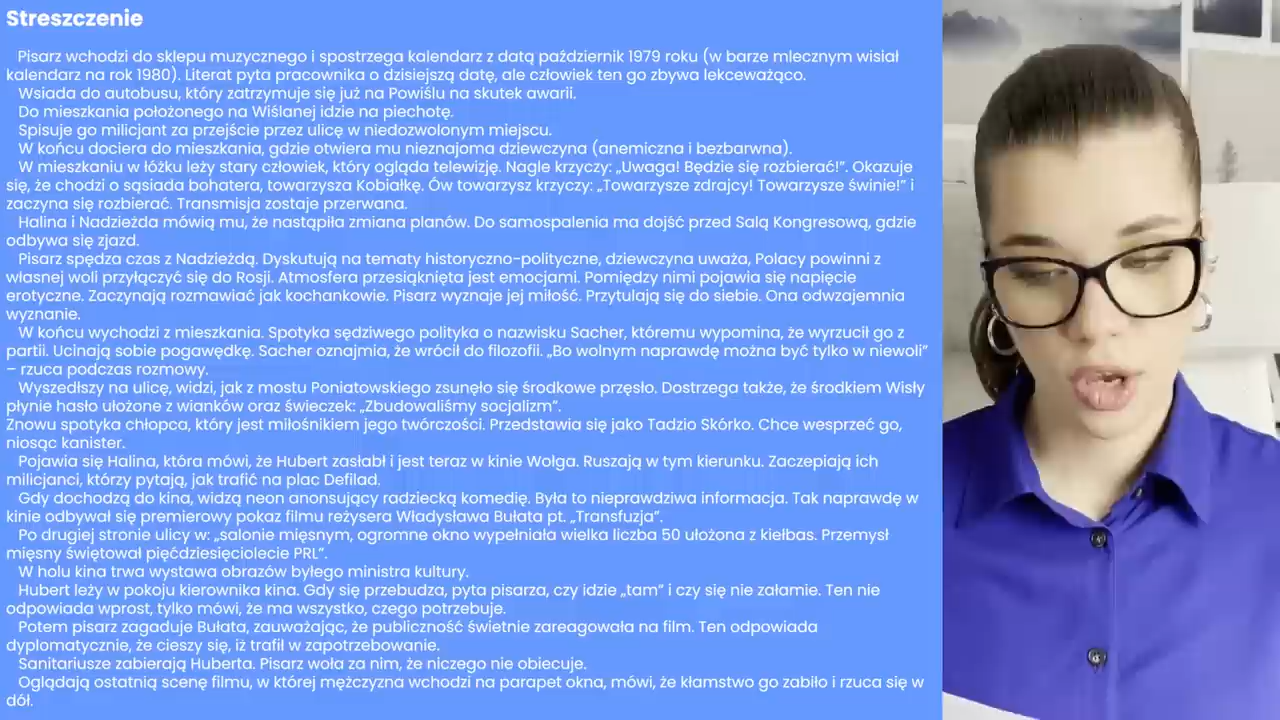 Streszczenie
Pisarz wchodzi do sklepu muzycznego i spostrzega kalendarz z datą październik 1979 roku (w barze mlecznym wisiał
kalendarz na rok 1980). Literat pyta pracownika o dzisiejszą datę, ale człowiek ten go zbywa lekceważąco.
Wsiada do autobusu, który zatrzymuje się już na Powiślu na skutek awarii.
Do mieszkania położonego na Wiślanej idzie na piechotę.
Spisuje go milicjant za przejście przez ulicę w niedozwolonym miejscu.
W końcu dociera do mieszkania, gdzie otwiera mu nieznajoma dziewczyna (anemiczna i bezbarwna).
W mieszkaniu w łóżku leży stary człowiek, który ogląda telewizję. Nagle krzyczy: „Uwaga! Będzie się rozbierać!”. Okazuje
się, że chodzi o sąsiada bohatera, towarzysza Kobiałkę. Ów towarzysz krzyczy: „Towarzysze zdrajcy! Towarzysze świnie!” i
zaczyna się rozbierać. Transmisja zostaje przerwana.
Halina i Nadzieżda mówią mu, że nastąpiła zmiana planów. Do samospalenia ma dojść przed Salą Kongresową, gdzie
odbywa się zjazd.
Pisarz spędza czas z Nadzieżdą. Dyskutują na tematy historyczno-polityczne, dziewczyna uważa, Polacy powinni z
własnej woli przyłączyć się do Rosji. Atmosfera przesiąknięta jest emocjami. Pomiędzy nimi pojawia się napięcie
erotyczne. Zaczynają rozmawiać jak kochankowie. Pisarz wyznaje jej miłość. Przytulają się do siebie. Ona odwzajemnia
wyznanie.
W końcu wychodzi z mieszkania. Spotyka sędziwego polityka o nazwisku Sacher, któremu wypomina, że wyrzucił go z
partii. Ucinają sobie pogawędkę. Sacher oznajmia, że wrócił do filozofii. „Bo wolnym naprawdę można być tylko w niewoli”
– rzuca podczas rozmowy.
Wyszedłszy na ulicę, widzi, jak z mostu Poniatowskiego zsunęło się środkowe przęsło. Dostrzega także, że środkiem Wisły
płynie hasło ułożone z wianków oraz świeczek: „Zbudowaliśmy socjalizm”.
Znowu spotyka chłopca, który jest miłośnikiem jego twórczości. Przedstawia się jako Tadzio Skórko. Chce wesprzeć go,
niosąc kanister.
Pojawia się Halina, która mówi, że Hubert zasłabł i jest teraz w kinie Wołga. Ruszają w tym kierunku. Zaczepiają ich
milicjanci, którzy pytają, jak trafić na plac Defilad.
Gdy dochodzą do kina, widzą neon anonsujący radziecką komedię. Była to nieprawdziwa informacja. Tak naprawdę w
kinie odbywał się premierowy pokaz filmu reżysera Władysława Bułata pt. „Transfuzja”.
Po drugiej stronie ulicy w: „salonie mięsnym, ogromne okno wypełniała wielka liczba 50 ułożona z kiełbas. Przemysł
mięsny świętował pięćdziesięciolecie PRL”.
W holu kina trwa wystawa obrazów byłego ministra kultury.
Hubert leży w pokoju kierownika kina. Gdy się przebudza, pyta pisarza, czy idzie „tam” i czy się nie załamie. Ten nie
odpowiada wprost, tylko mówi, że ma wszystko, czego potrzebuje.
Potem pisarz zagaduje Bułata, zauważając, że publiczność świetnie zareagowała na film. Ten odpowiada
dyplomatycznie, że cieszy się, iż trafił w zapotrzebowanie.
Sanitariusze zabierają Huberta. Pisarz woła za nim, że niczego nie obiecuje.
Oglądają ostatnią scenę filmu, w której mężczyzna wchodzi na parapet okna, mówi, że kłamstwo go zabiło i rzuca się w
dół.